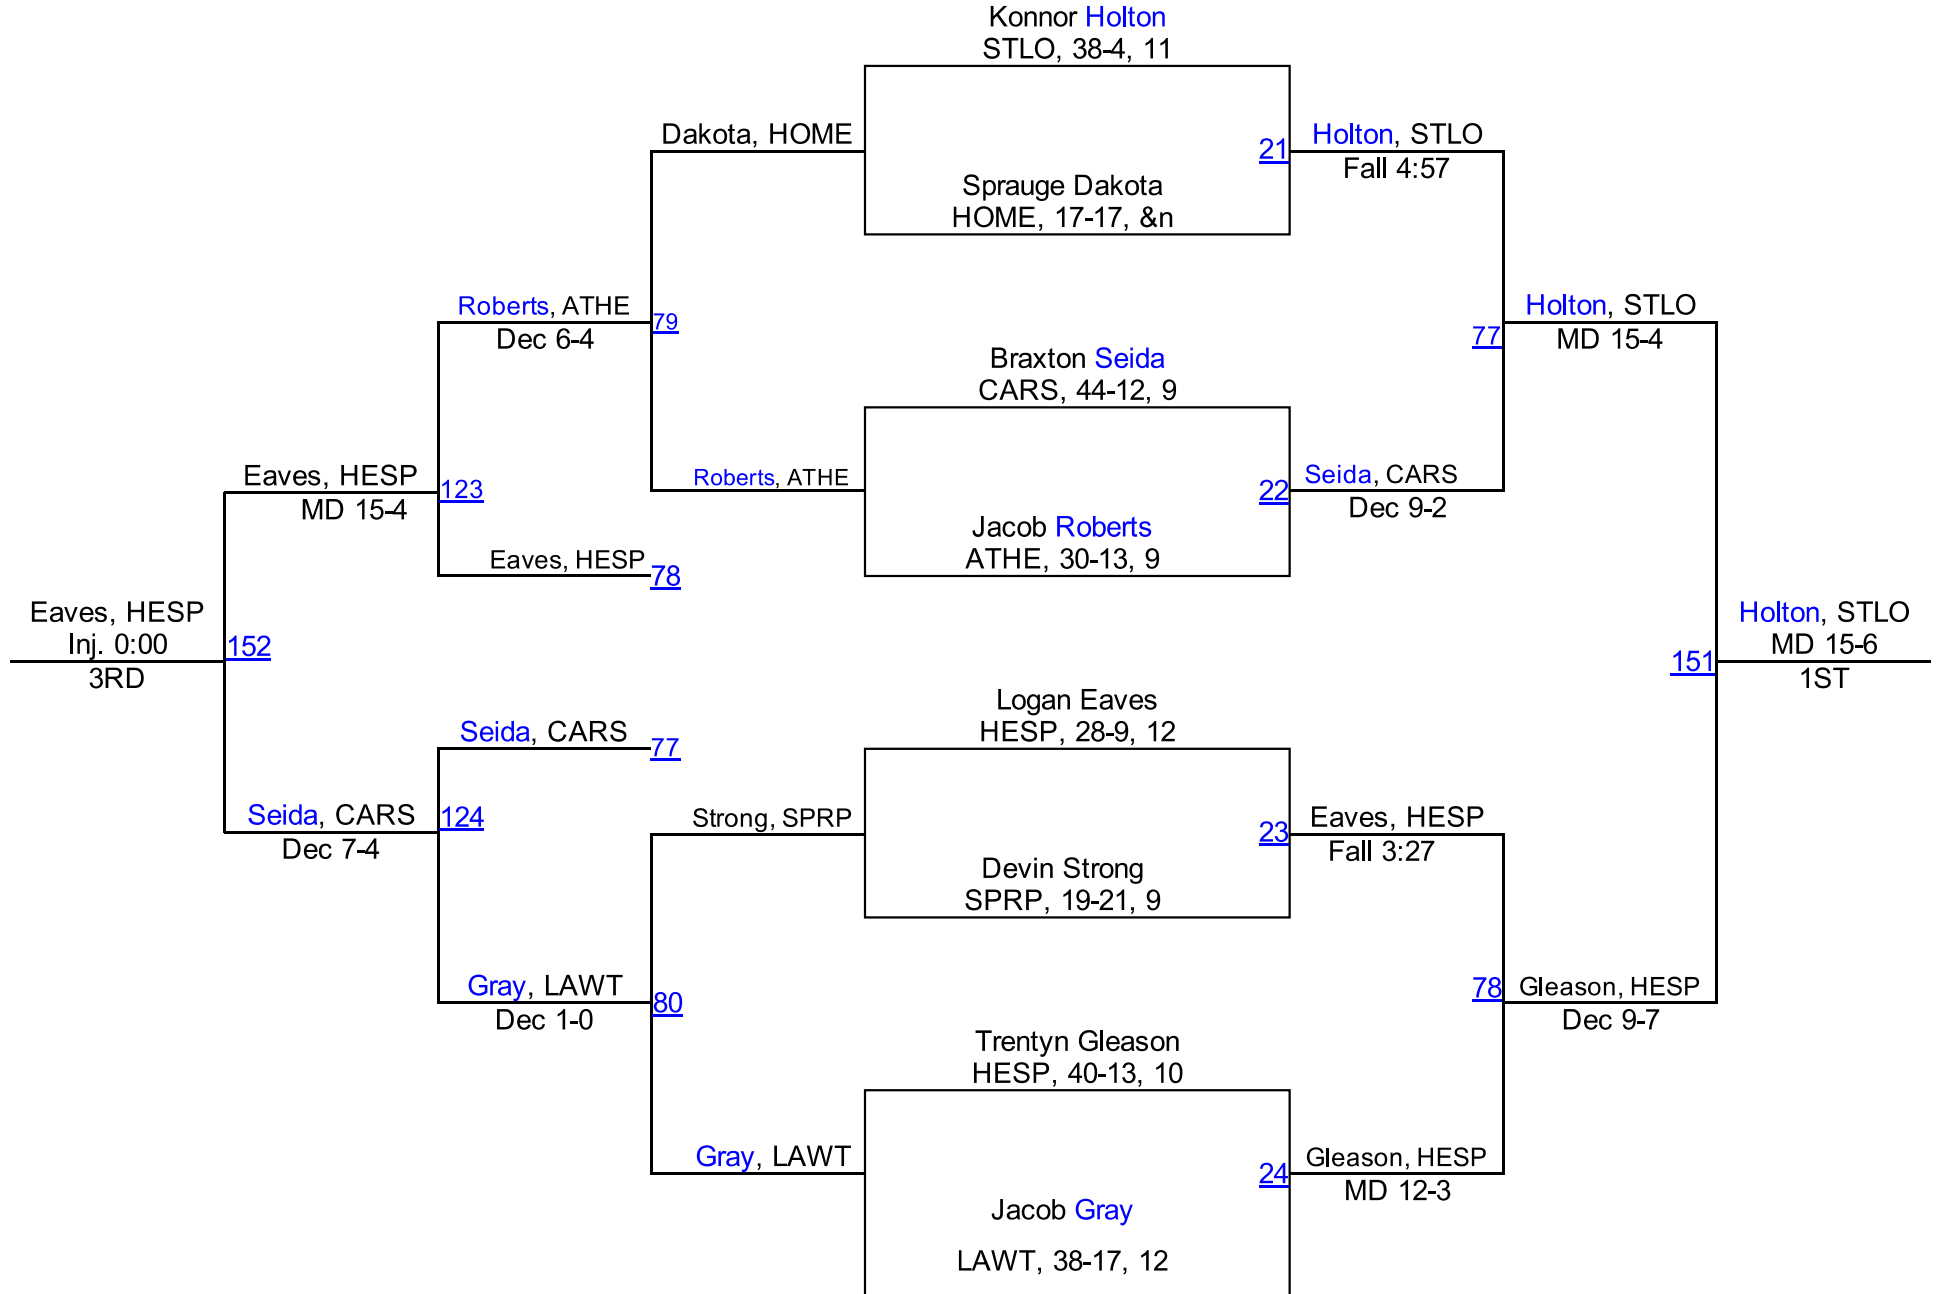 Konnor Holton
STLO, 38-4, 11
Dakota, HOME
21
Holton, STLO
Fall 4:57
Sprauge Dakota
HOME, 17-17, &n
Roberts, ATHE
Dec 6-4
79
Holton, STLO
MD 15-4
77
Braxton Seida
CARS, 44-12, 9
Eaves, HESP
MD 15-4
123
Roberts, ATHE
22
Seida, CARS
Dec 9-2
Jacob Roberts
ATHE, 30-13, 9
Eaves, HESP
78
Eaves, HESP
Inj. 0:00
3RD
152
Holton, STLO
MD 15-6
1ST
151
Logan Eaves
HESP, 28-9, 12
Seida, CARS
77
Seida, CARS
Dec 7-4
124
Strong, SPRP
23
Eaves, HESP
Fall 3:27
Devin Strong
SPRP, 19-21, 9
Gray, LAWT
Dec 1-0
80
78
Gleason, HESP
Dec 9-7
Trentyn Gleason
HESP, 40-13, 10
Gray, LAWT
24
Gleason, HESP
MD 12-3
Jacob Gray
LAWT, 38-17, 12